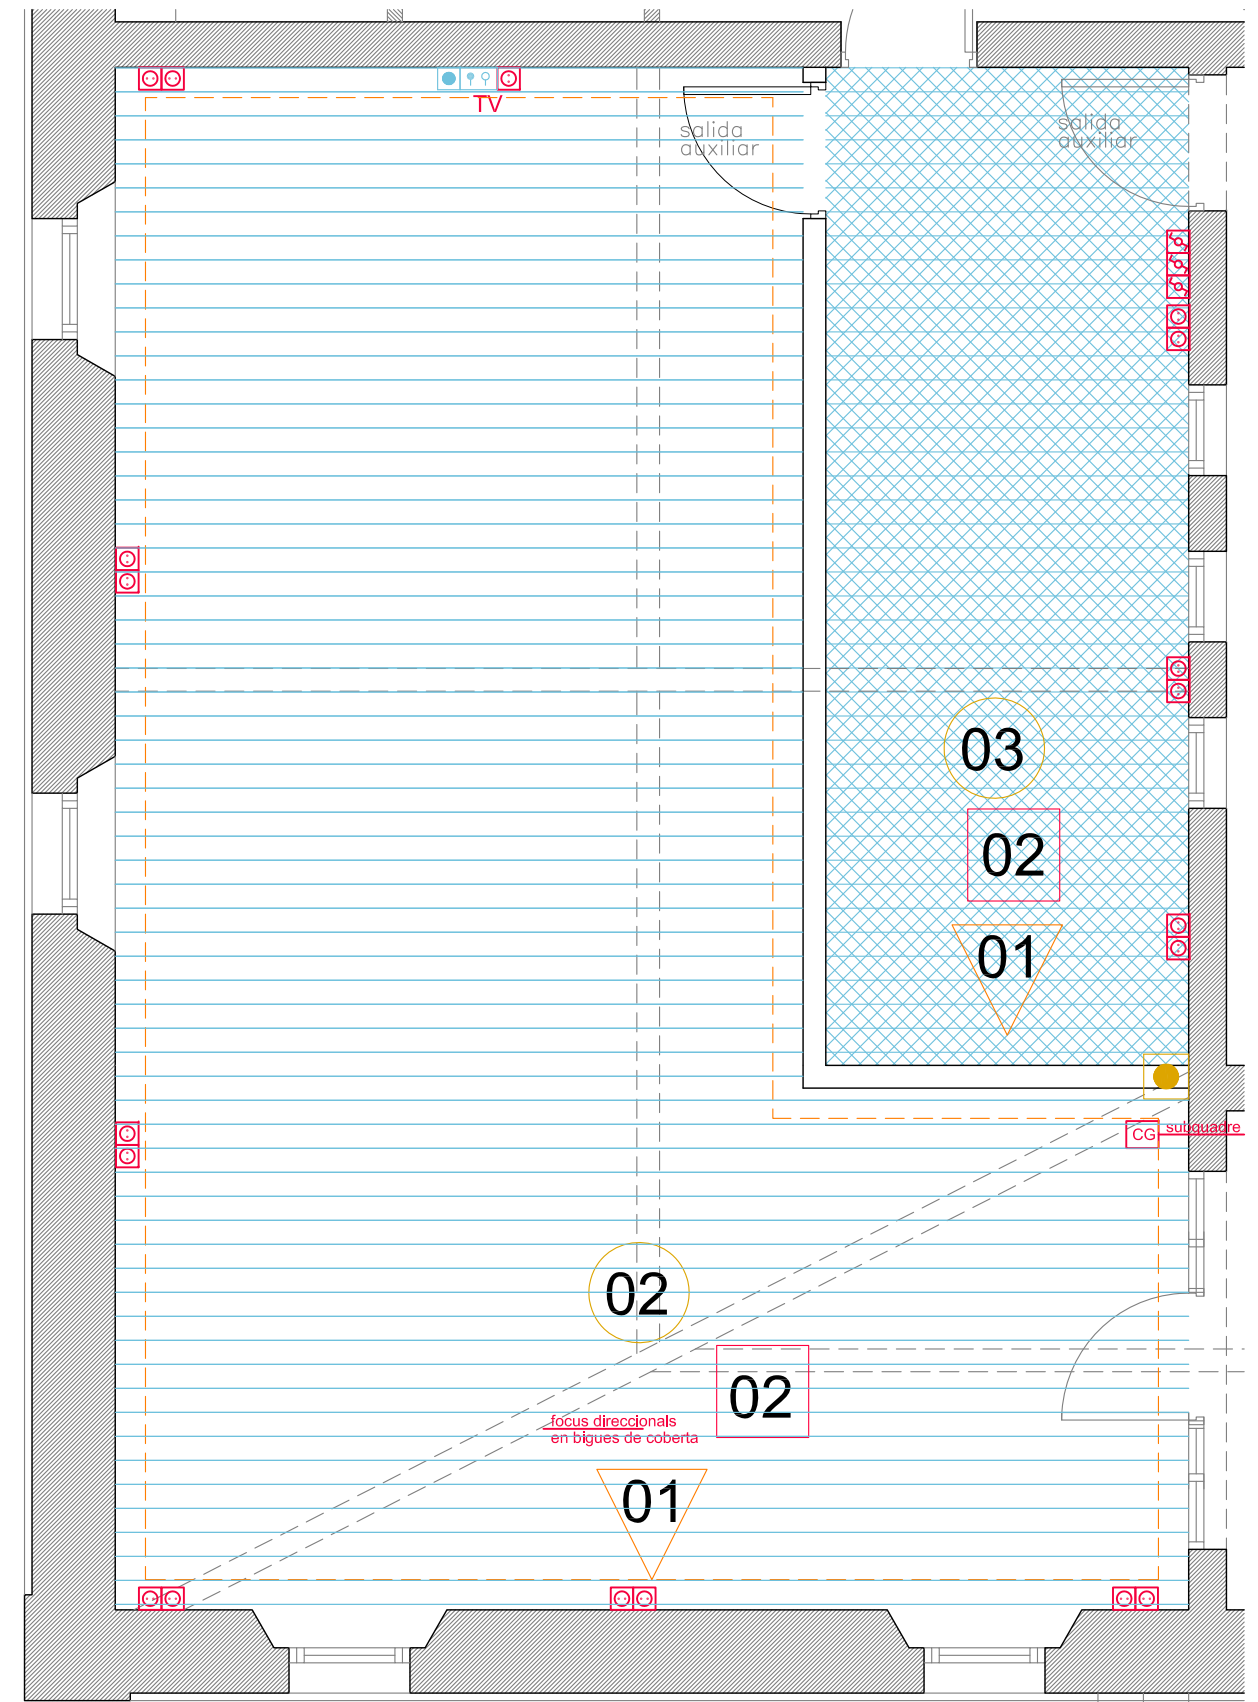 TV
salida
auxiliar
salida
auxiliar
03
02
01
CG
subquadre
02
02
focus direccionals
en bigues de coberta
01